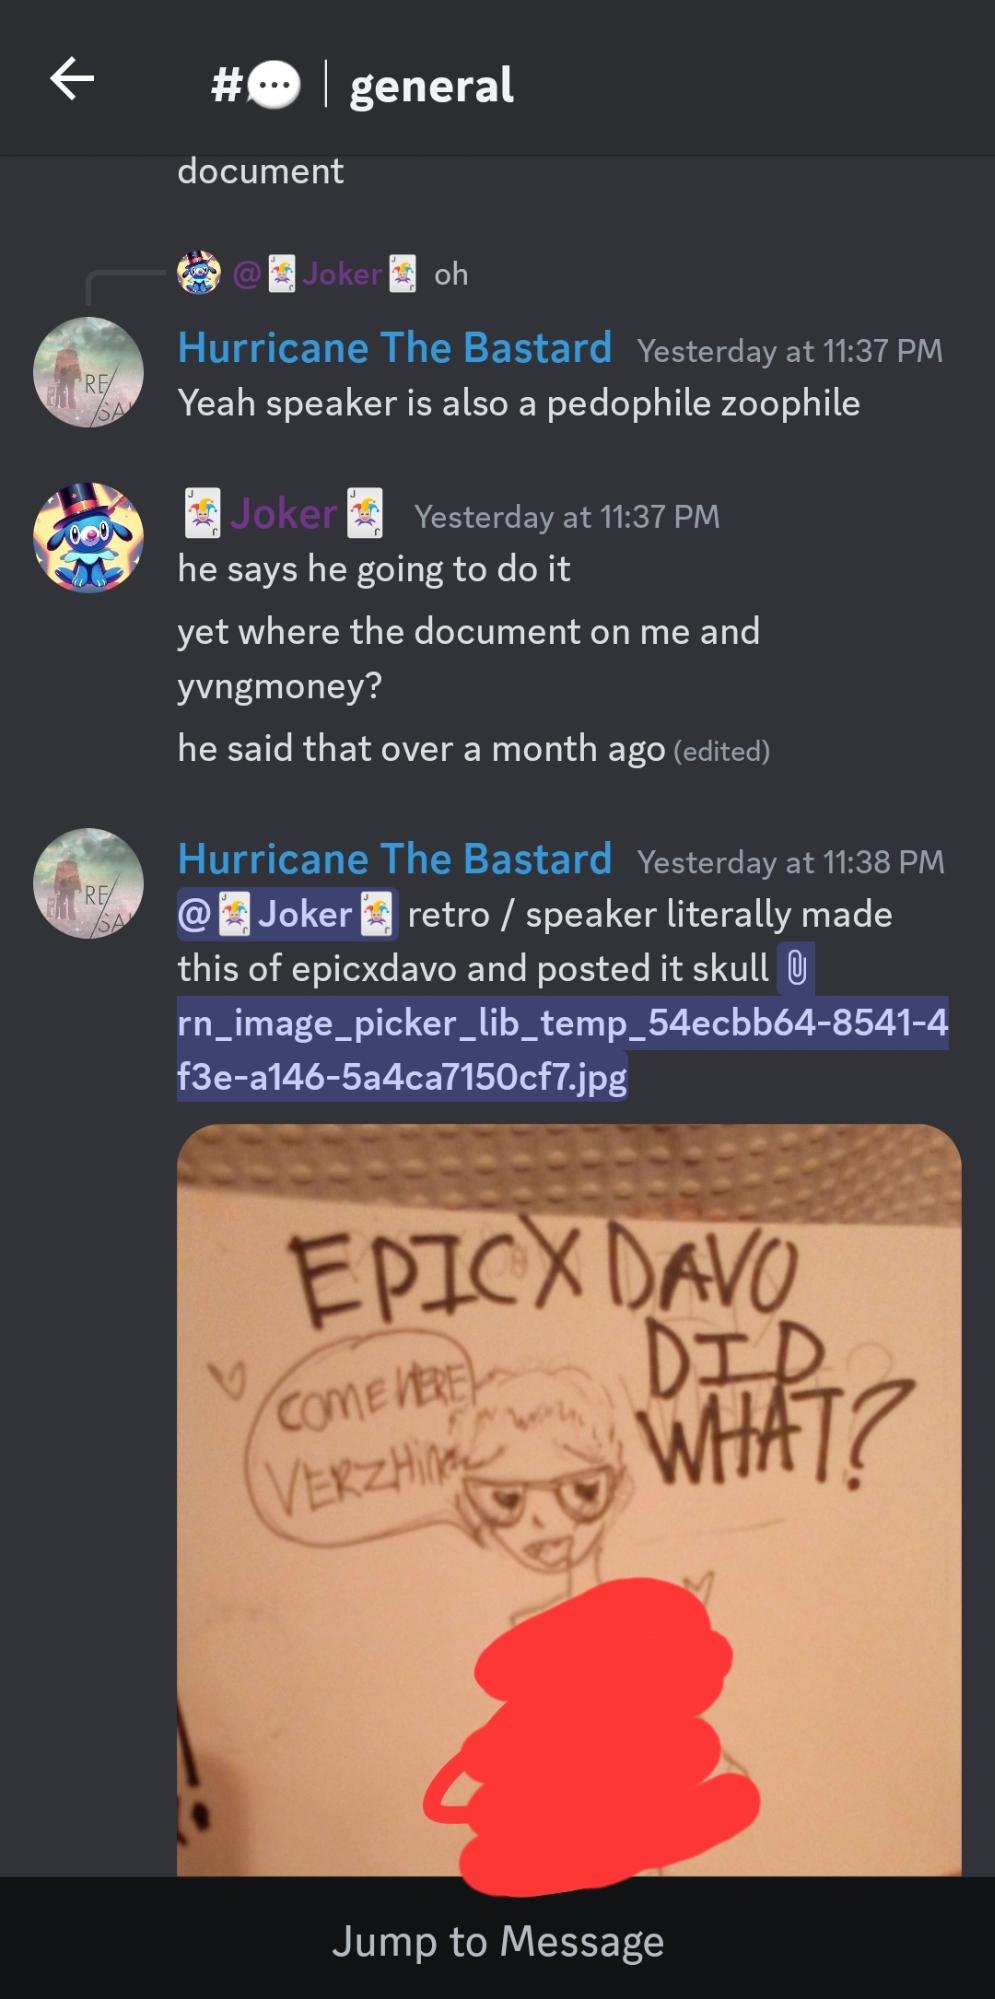 # 💬 | general
document
@🃏Joker🃏 oh
Hurricane The Bastard Yesterday at 11:37 PM
Yeah speaker is also a pedophile zoophile
🃏Joker🃏 Yesterday at 11:37 PM
he says he going to do it
yet where the document on me and
yvngmoney?
he said that over a month ago (edited)
Hurricane The Bastard Yesterday at 11:38 PM
@🃏Joker🃏 retro / speaker literally made
this of epicxdavo and posted it skull
rn_image_picker_lib_temp_54ecbb64-8541-4
f3e-a146-5a4ca7150cf7.jpg
EPICX DAVO
DID
WHAT?
COME HERE
Jump to Message